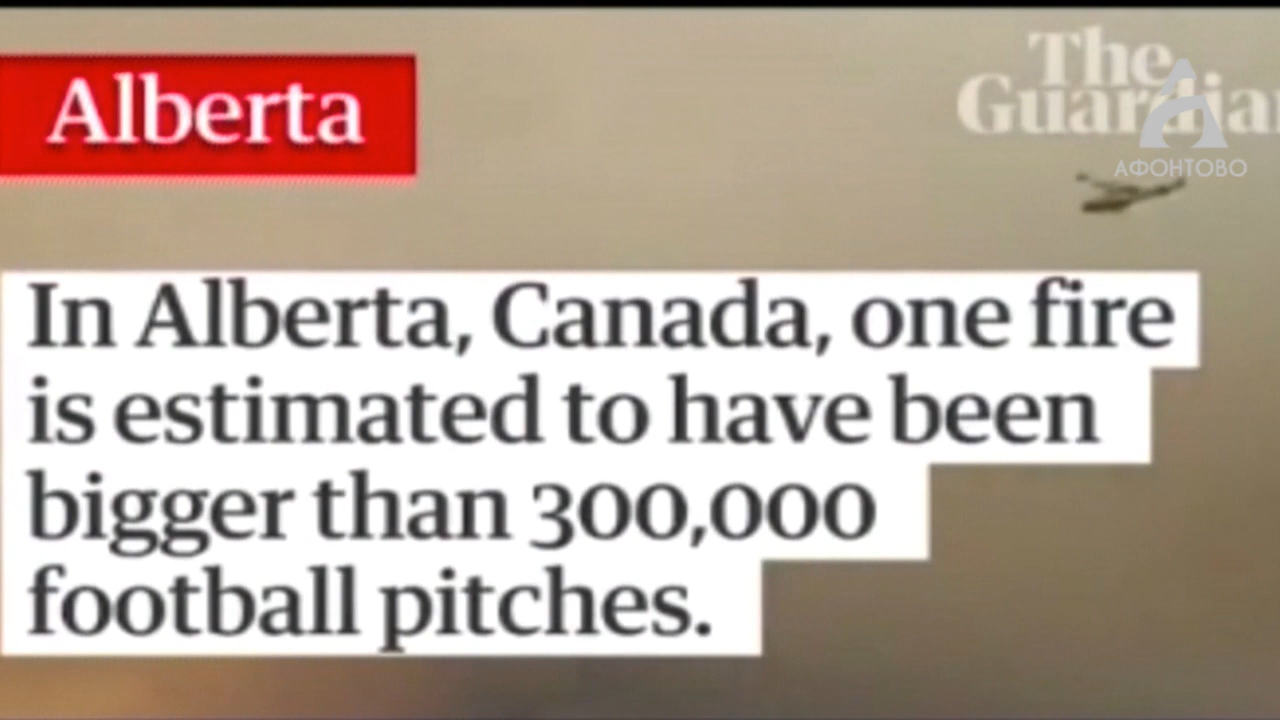 Alberta
The
Guardia
АФОНТОВО
In Alberta, Canada, one fire
is estimated to have been
bigger than 300,000
football pitches.